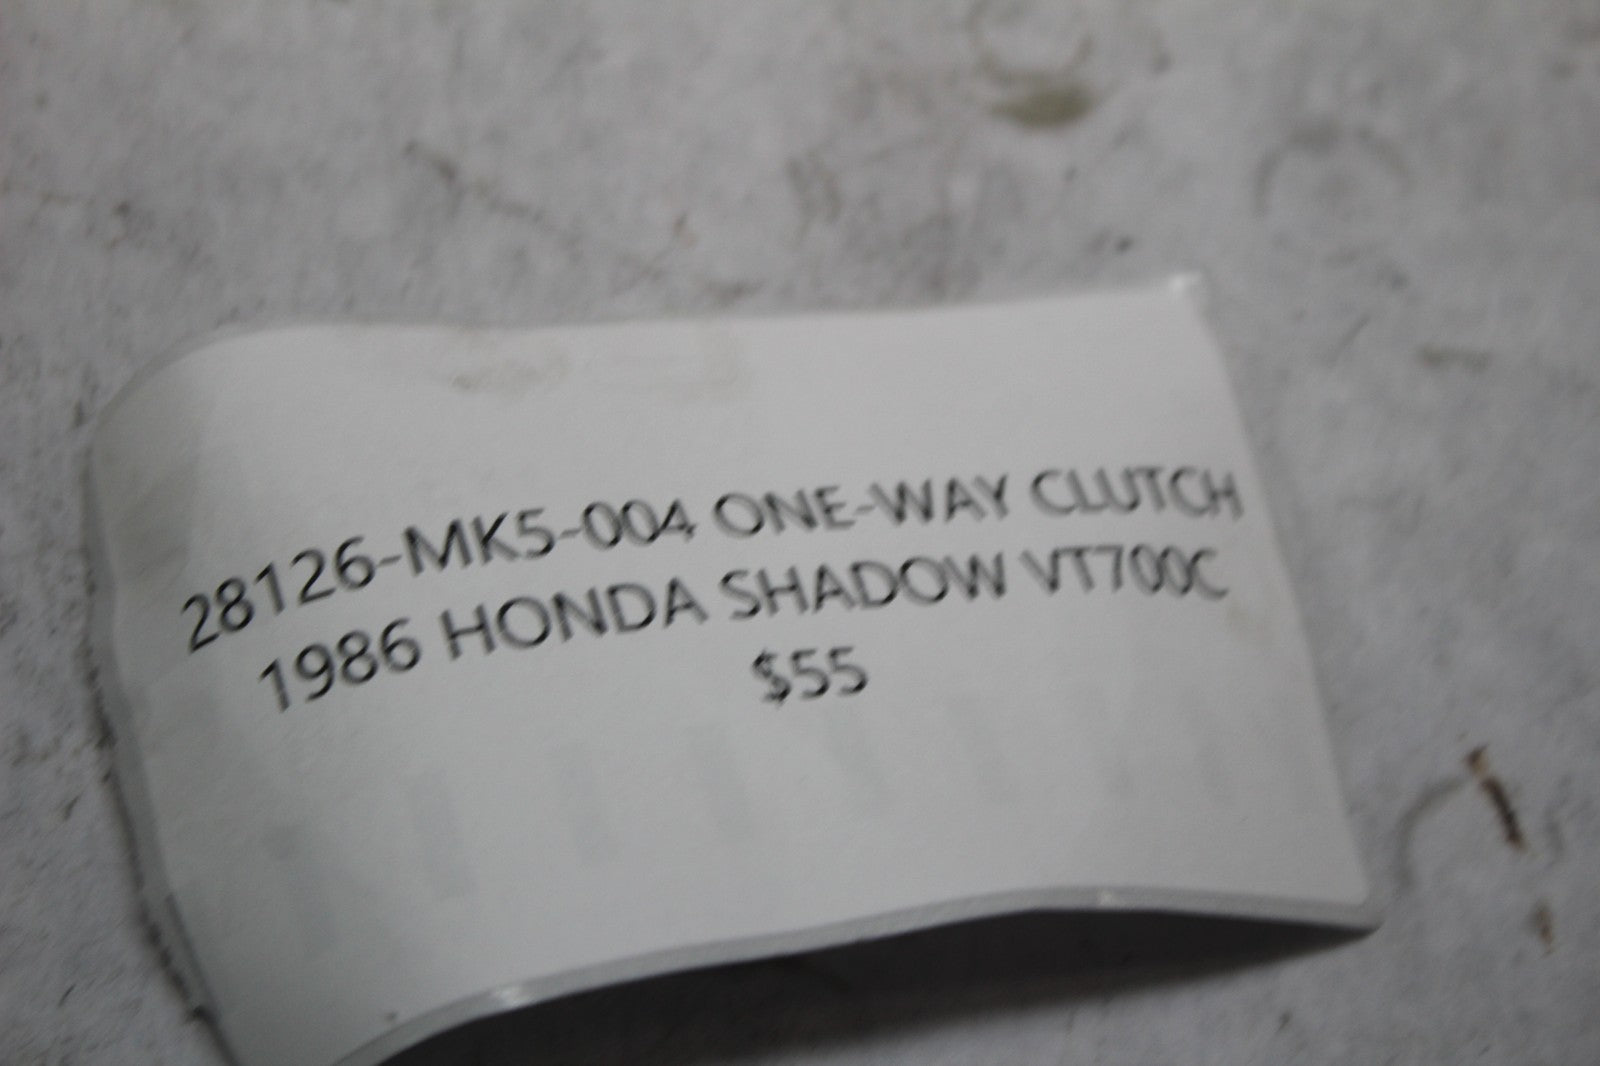 28126-MK5-004 ONE-WAY CLUTCH
1986 HONDA SHADOW VT700C
$55